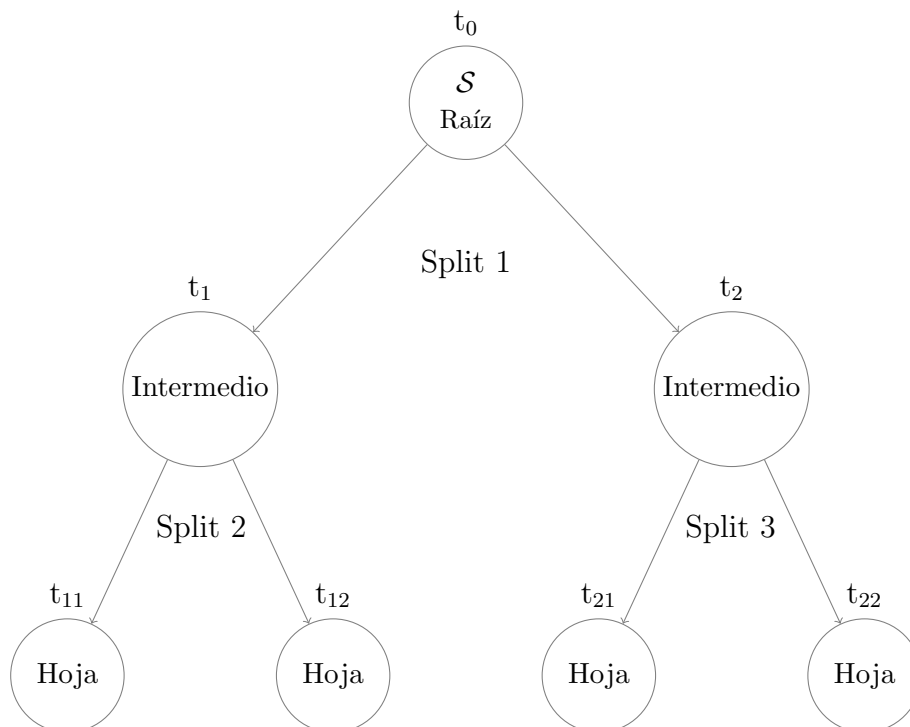 t₀
𝒮
Raíz
Split 1
t₁
t₂
Intermedio
Intermedio
Split 2
Split 3
t₁₁
t₁₂
t₂₁
t₂₂
Hoja
Hoja
Hoja
Hoja